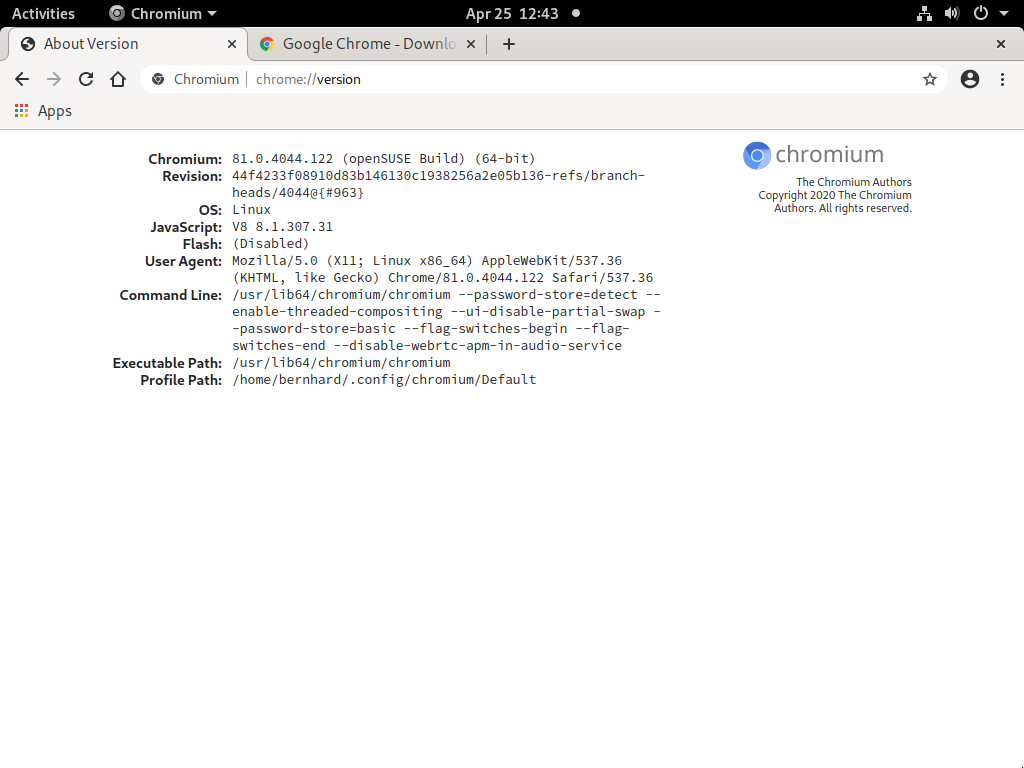 Activities Chromium Apr 25 12:43
About Version Google Chrome - Downlo
Chromium chrome://version
Apps
chromium
The Chromium Authors
Copyright 2020 The Chromium
Authors. All rights reserved.
Chromium: 81.0.4044.122 (openSUSE Build) (64-bit)
Revision: 44f4233f08910d83b146130c1938256a2e05b136-refs/branch-
heads/4044@{#963}
OS: Linux
JavaScript: V8 8.1.307.31
Flash: (Disabled)
User Agent: Mozilla/5.0 (X11; Linux x86_64) AppleWebKit/537.36
(KHTML, like Gecko) Chrome/81.0.4044.122 Safari/537.36
Command Line: /usr/lib64/chromium/chromium --password-store=detect --
enable-threaded-compositing --ui-disable-partial-swap -
-password-store=basic --flag-switches-begin --flag-
switches-end --disable-webrtc-apm-in-audio-service
Executable Path: /usr/lib64/chromium/chromium
Profile Path: /home/bernhard/.config/chromium/Default